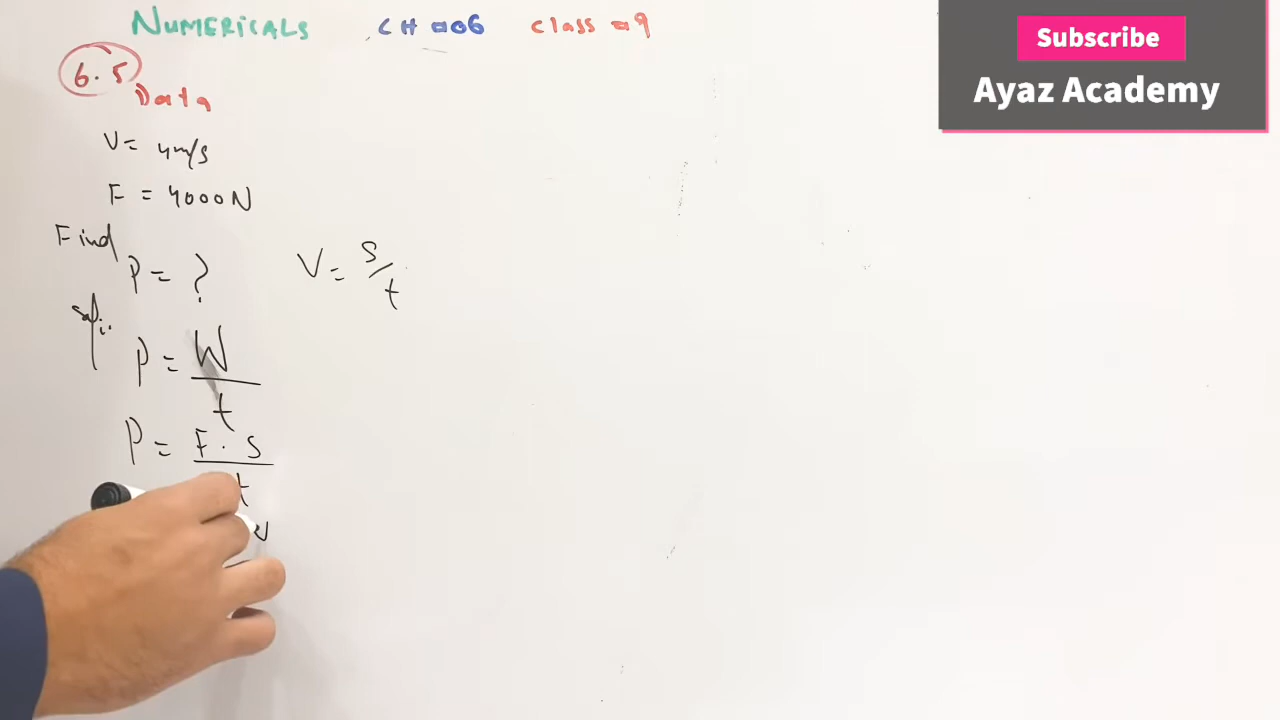 NUMERICALS CH #06 class #9
Subscribe
Ayaz Academy
6.5
Data
V= 4m/s
F = 4000N
Find
P= ?
V= s/t
Sol:
P= W/t
P= F·s/t
V